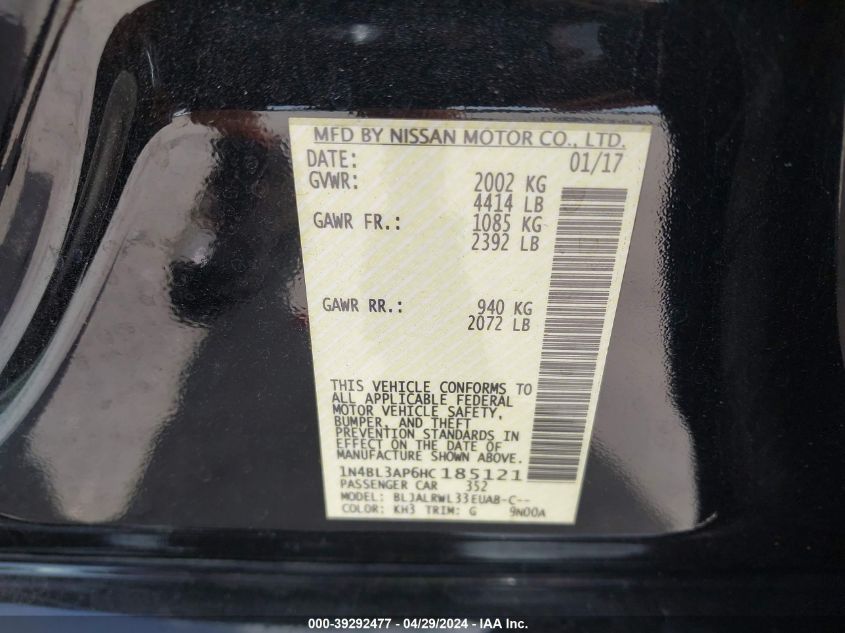 MFD BY NISSAN MOTOR CO., LTD.
DATE: 01/17
GVWR: 2002 KG
4414 LB
GAWR FR.: 1085 KG
2392 LB
GAWR RR.: 940 KG
2072 LB
THIS VEHICLE CONFORMS TO
ALL APPLICABLE FEDERAL
MOTOR VEHICLE SAFETY,
BUMPER, AND THEFT
PREVENTION STANDARDS IN
EFFECT ON THE DATE OF
MANUFACTURE SHOWN ABOVE.
1N4BL3AP6HC185121
PASSENGER CAR 352
MODEL: BLJALRWL33EUA8-C--
COLOR: KH3 TRIM: G 9N00A
000-39292477 - 04/29/2024 - IAA Inc.